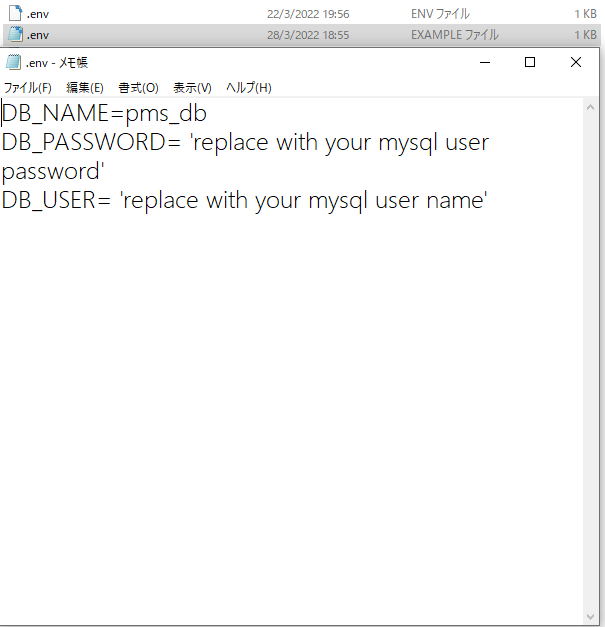 .env 22/3/2022 19:56 ENV ファイル 1 KB
.env 28/3/2022 18:55 EXAMPLE ファイル 1 KB
.env - メモ帳
ファイル(F) 編集(E) 書式(O) 表示(V) ヘルプ(H)
DB_NAME=pms_db
DB_PASSWORD= 'replace with your mysql user
password'
DB_USER= 'replace with your mysql user name'